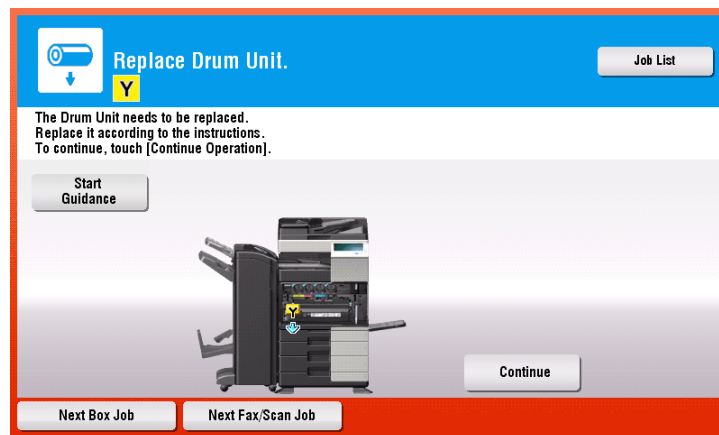 Replace Drum Unit.
Job List
Y
The Drum Unit needs to be replaced.
Replace it according to the instructions.
To continue, touch [Continue Operation].
Start
Guidance
Y
Continue
Next Box Job
Next Fax/Scan Job